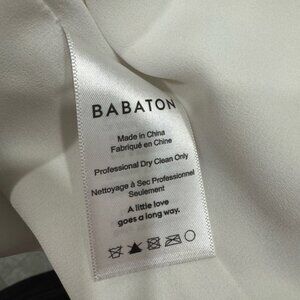 BABATON
Made in China
Fabriqué en Chine
Professional Dry Clean Only
Nettoyage à Sec Professionnel
Seulement
A little love
goes a long way.